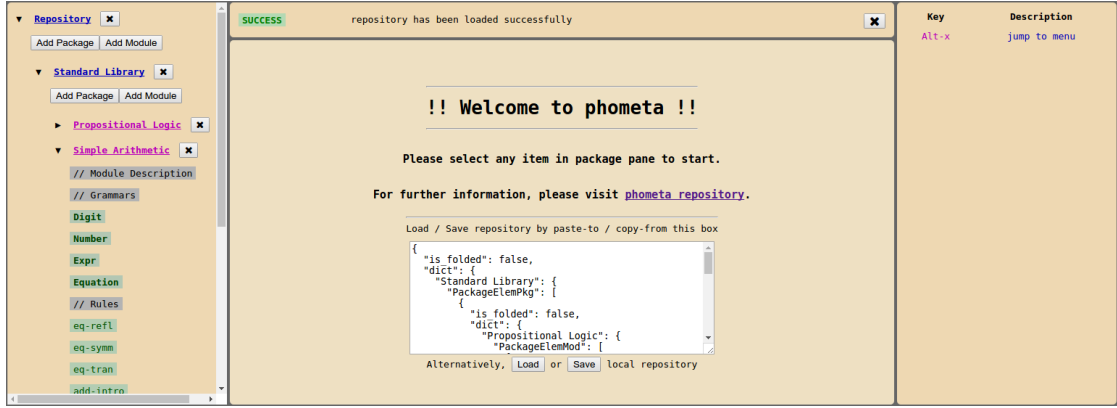 ▼ Repository ✖
Add Package Add Module
▼ Standard Library ✖
Add Package Add Module
► Propositional Logic ✖
▼ Simple Arithmetic ✖
// Module Description
// Grammars
Digit
Number
Expr
Equation
// Rules
eq-refl
eq-symm
eq-tran
add-intro
SUCCESS repository has been loaded successfully ✖
!! Welcome to phometa !!
Please select any item in package pane to start.
For further information, please visit phometa repository.
Load / Save repository by paste-to / copy-from this box
{
"is_folded": false,
"dict": {
"Standard Library": {
"PackageElemPkg": [
{
"is_folded": false,
"dict": {
"Propositional Logic": {
"PackageElemMod": [
Alternatively, Load or Save local repository
Key Description
Alt-x jump to menu